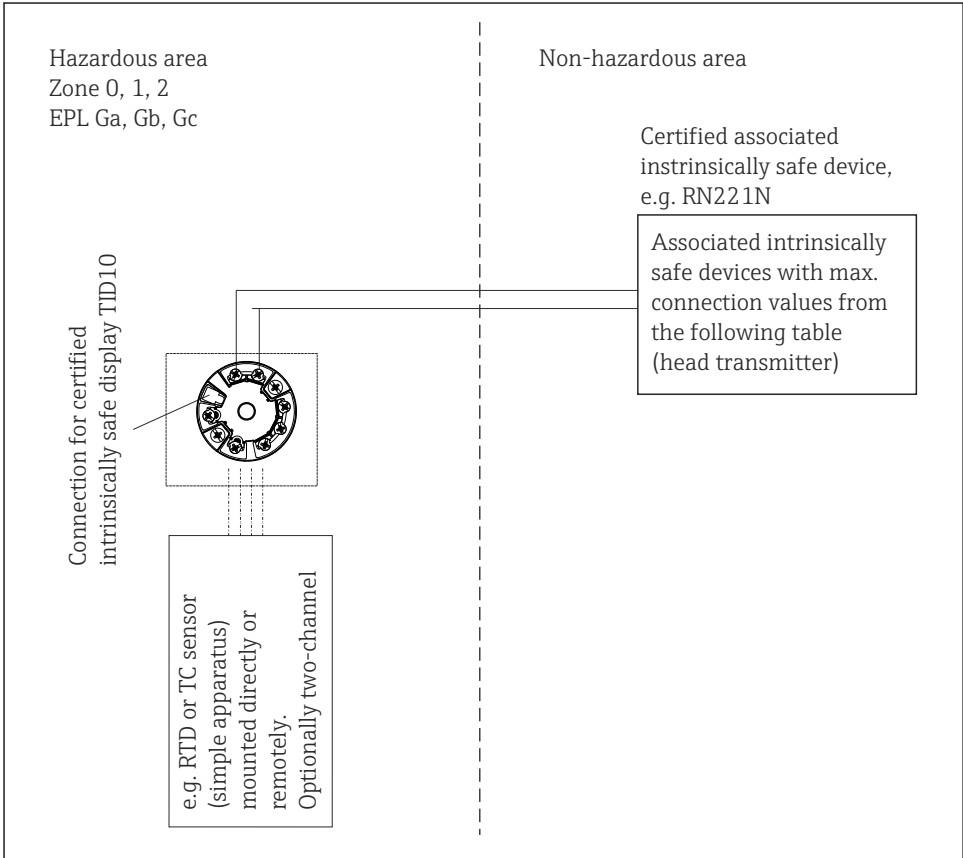 Hazardous area
Zone 0, 1, 2
EPL Ga, Gb, Gc
Non-hazardous area
Certified associated
instrinsically safe device,
e.g. RN221N
Associated intrinsically
safe devices with max.
connection values from
the following table
(head transmitter)
Connection for certified
intrinsically safe display TID10
e.g. RTD or TC sensor
(simple apparatus)
mounted directly or
remotely.
Optionally two-channel